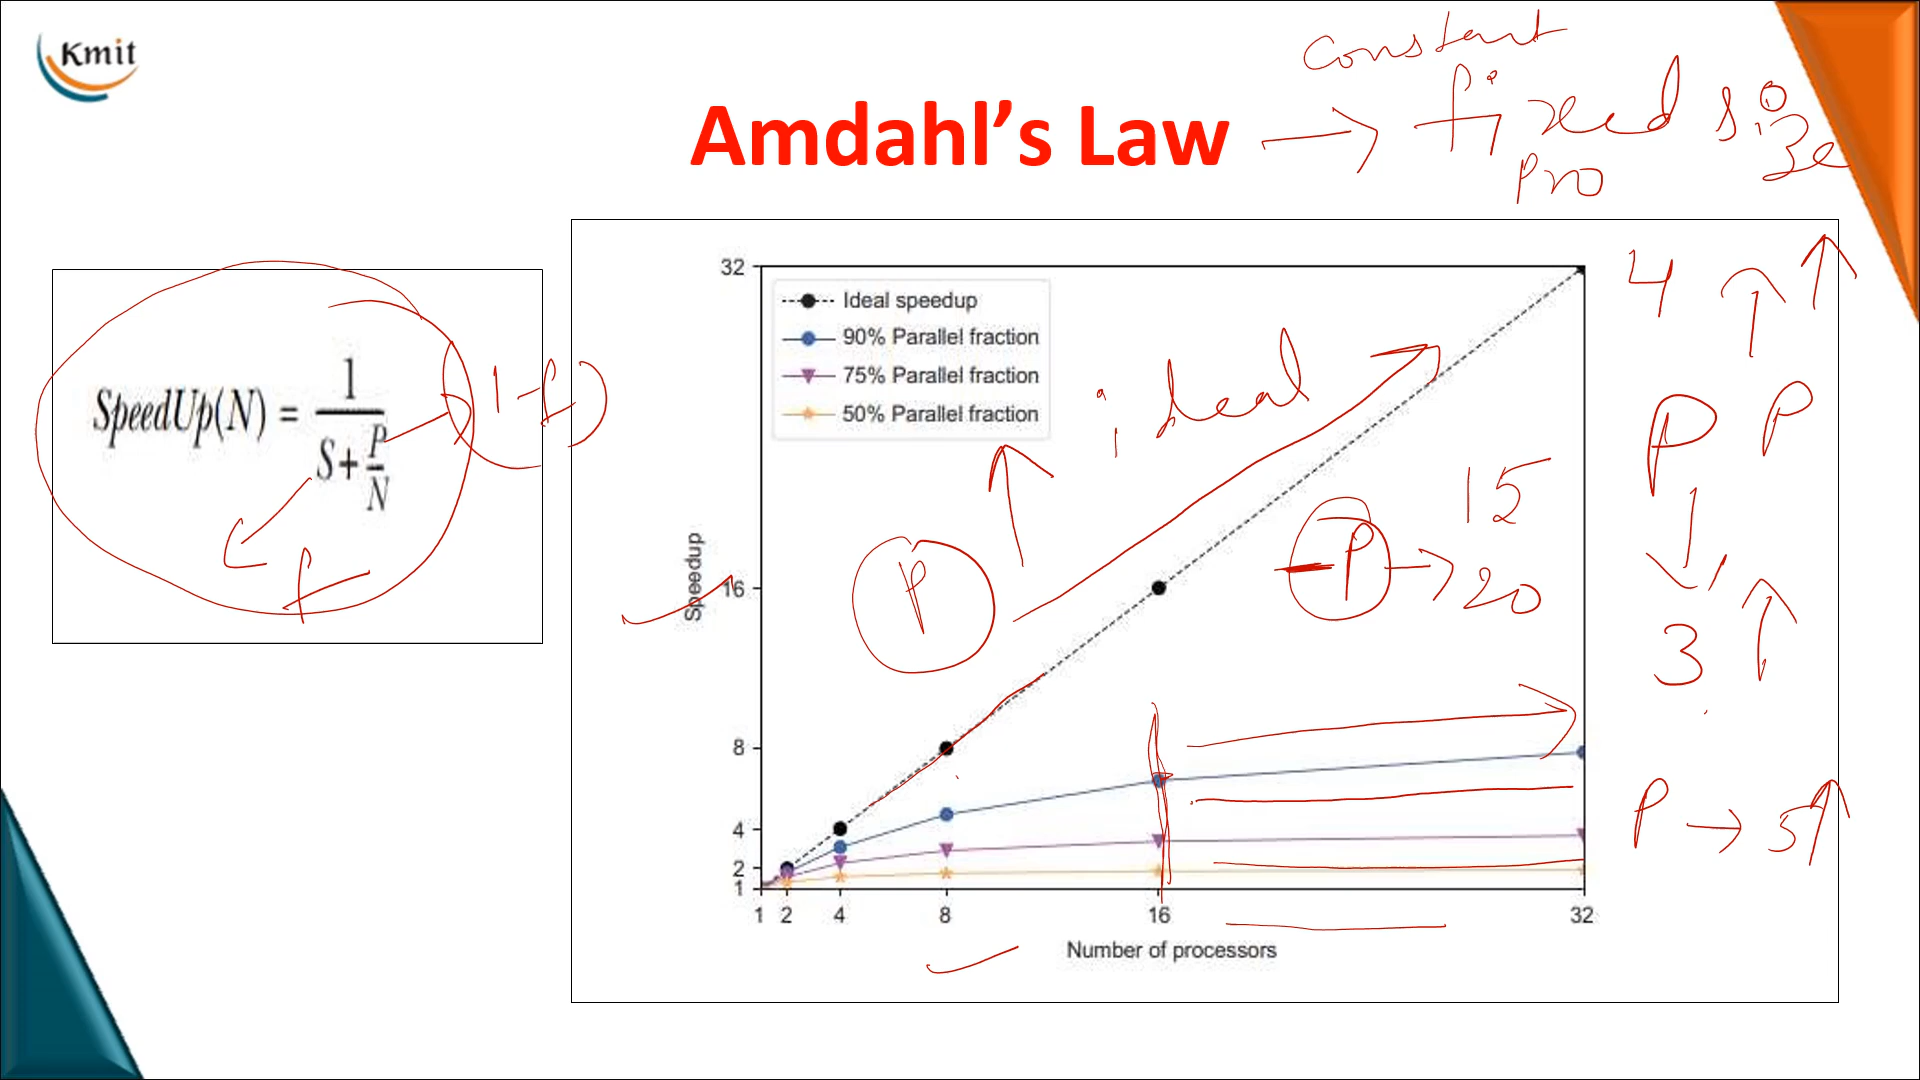 Kmit
constant
Amdahl's Law → fixed size
pro
SpeedUp(N) = 1 / (S + P/N)
(1-f)
f
32
Ideal speedup
90% Parallel fraction
75% Parallel fraction
50% Parallel fraction
ideal
4
P P
15
P
P
20
3
Speedup
16
8
4
2
1
P → 5
1 2 4 8 16 32
Number of processors